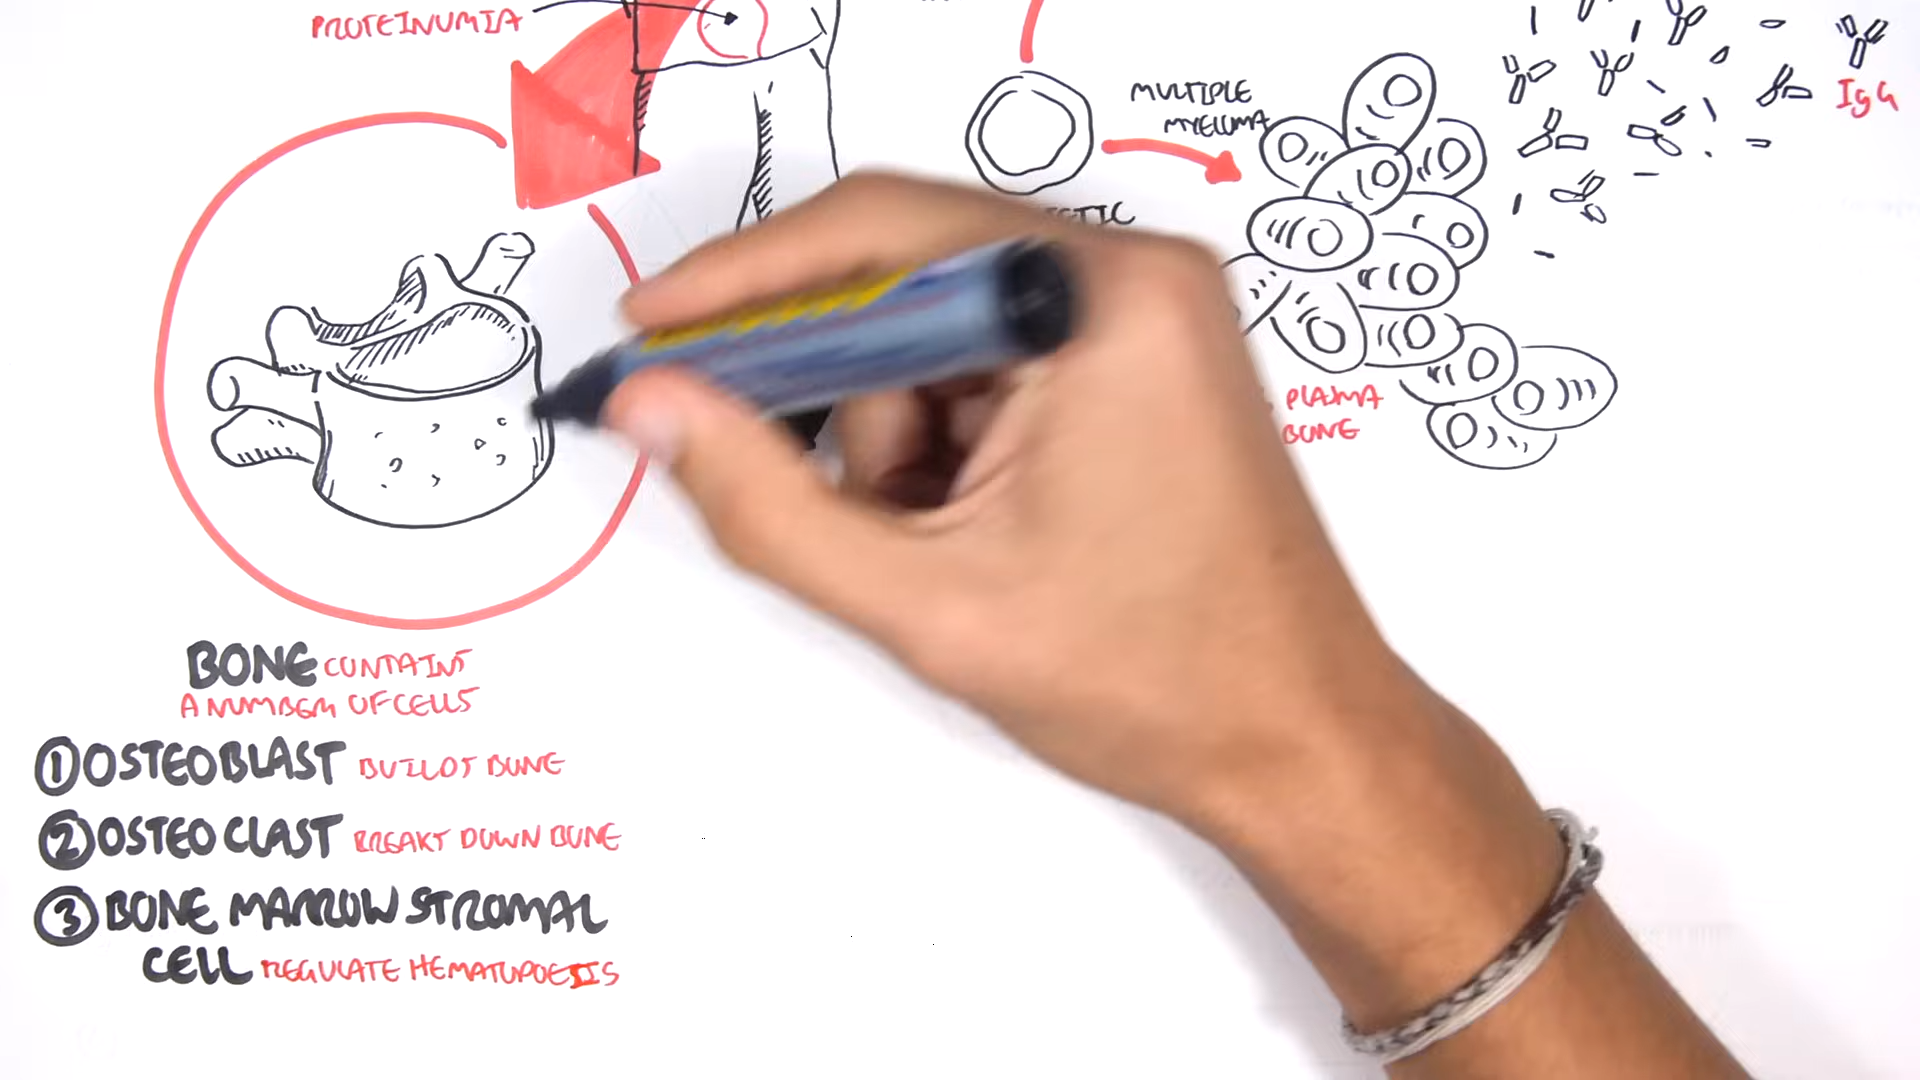 PROTEINURIA
MULTIPLE
MYELOMA
IgG
PLASMA
BONE
BONE CONTAINS
A NUMBER OF CELLS
① OSTEOBLAST BUILDS BONE
② OSTEOCLAST BREAKS DOWN BONE
③ BONE MARROW STROMAL
CELL REGULATE HEMATOPOESIS